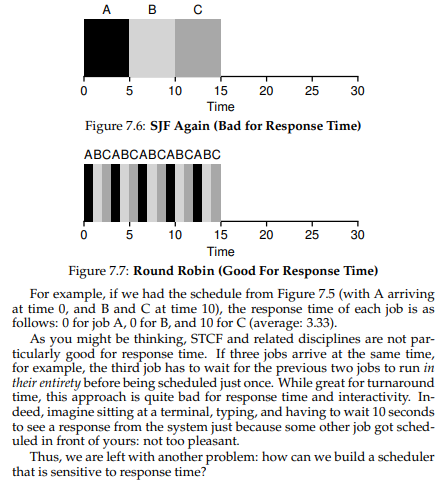 A B C
0 5 10 15 20 25 30
Time
Figure 7.6: SJF Again (Bad for Response Time)
ABCABCABCABCABC
0 5 10 15 20 25 30
Time
Figure 7.7: Round Robin (Good For Response Time)
For example, if we had the schedule from Figure 7.5 (with A arriving
at time 0, and B and C at time 10), the response time of each job is as
follows: 0 for job A, 0 for B, and 10 for C (average: 3.33).
As you might be thinking, STCF and related disciplines are not par-
ticularly good for response time. If three jobs arrive at the same time,
for example, the third job has to wait for the previous two jobs to run in
their entirety before being scheduled just once. While great for turnaround
time, this approach is quite bad for response time and interactivity. In-
deed, imagine sitting at a terminal, typing, and having to wait 10 seconds
to see a response from the system just because some other job got sched-
uled in front of yours: not too pleasant.
Thus, we are left with another problem: how can we build a scheduler
that is sensitive to response time?